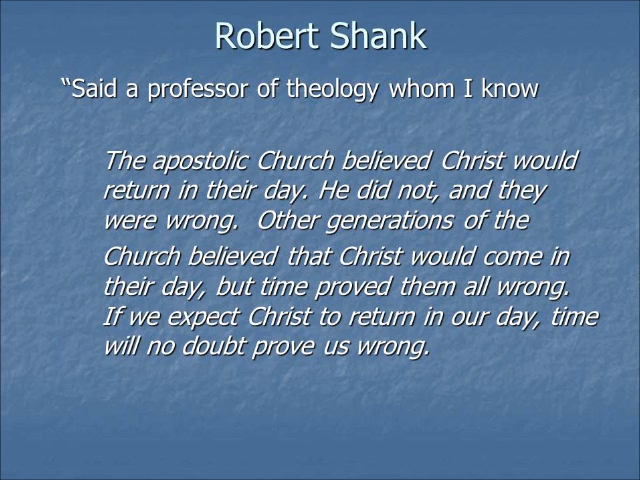 Robert Shank
“Said a professor of theology whom I know
The apostolic Church believed Christ would
return in their day. He did not, and they
were wrong.  Other generations of the
Church believed that Christ would come in
their day, but time proved them all wrong.
If we expect Christ to return in our day, time
will no doubt prove us wrong.